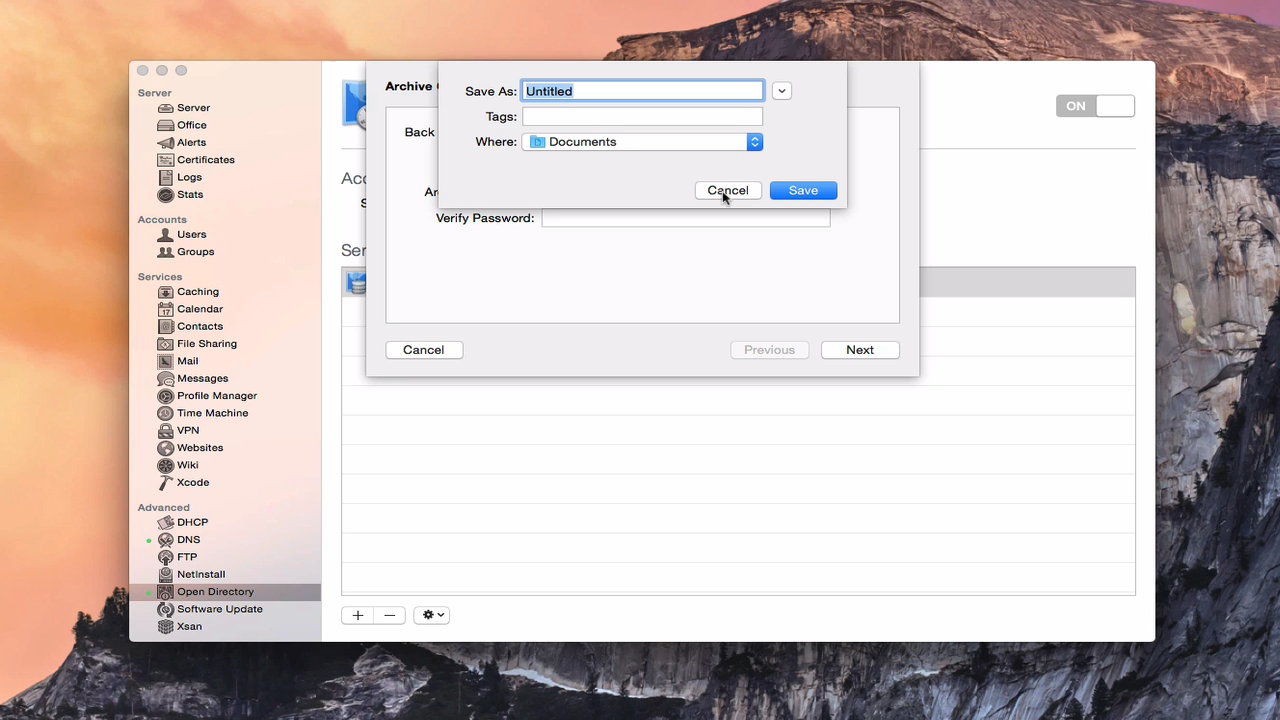 Server
Server
Office
Alerts
Certificates
Logs
Stats
Accounts
Users
Groups
Services
Caching
Calendar
Contacts
File Sharing
Mail
Messages
Profile Manager
Time Machine
VPN
Websites
Wiki
Xcode
Advanced
DHCP
DNS
FTP
NetInstall
Open Directory
Software Update
Xsan
ON
Archive
Back
Verify Password:
Cancel
Previous
Next
Save As: Untitled
Tags:
Where: Documents
Cancel
Save